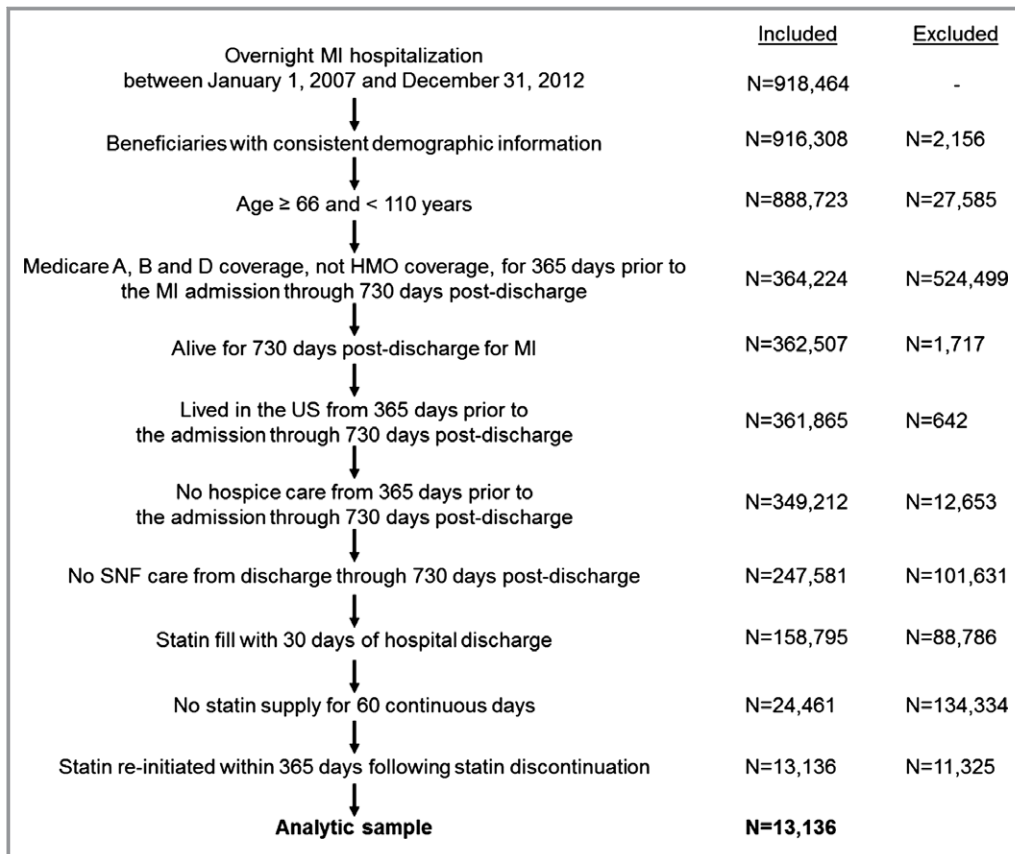 Included Excluded
Overnight MI hospitalization
between January 1, 2007 and December 31, 2012 N=918,464 -
Beneficiaries with consistent demographic information N=916,308 N=2,156
Age ≥ 66 and < 110 years N=888,723 N=27,585
Medicare A, B and D coverage, not HMO coverage, for 365 days prior to
the MI admission through 730 days post-discharge N=364,224 N=524,499
Alive for 730 days post-discharge for MI N=362,507 N=1,717
Lived in the US from 365 days prior to
the admission through 730 days post-discharge N=361,865 N=642
No hospice care from 365 days prior to
the admission through 730 days post-discharge N=349,212 N=12,653
No SNF care from discharge through 730 days post-discharge N=247,581 N=101,631
Statin fill with 30 days of hospital discharge N=158,795 N=88,786
No statin supply for 60 continuous days N=24,461 N=134,334
Statin re-initiated within 365 days following statin discontinuation N=13,136 N=11,325
Analytic sample N=13,136